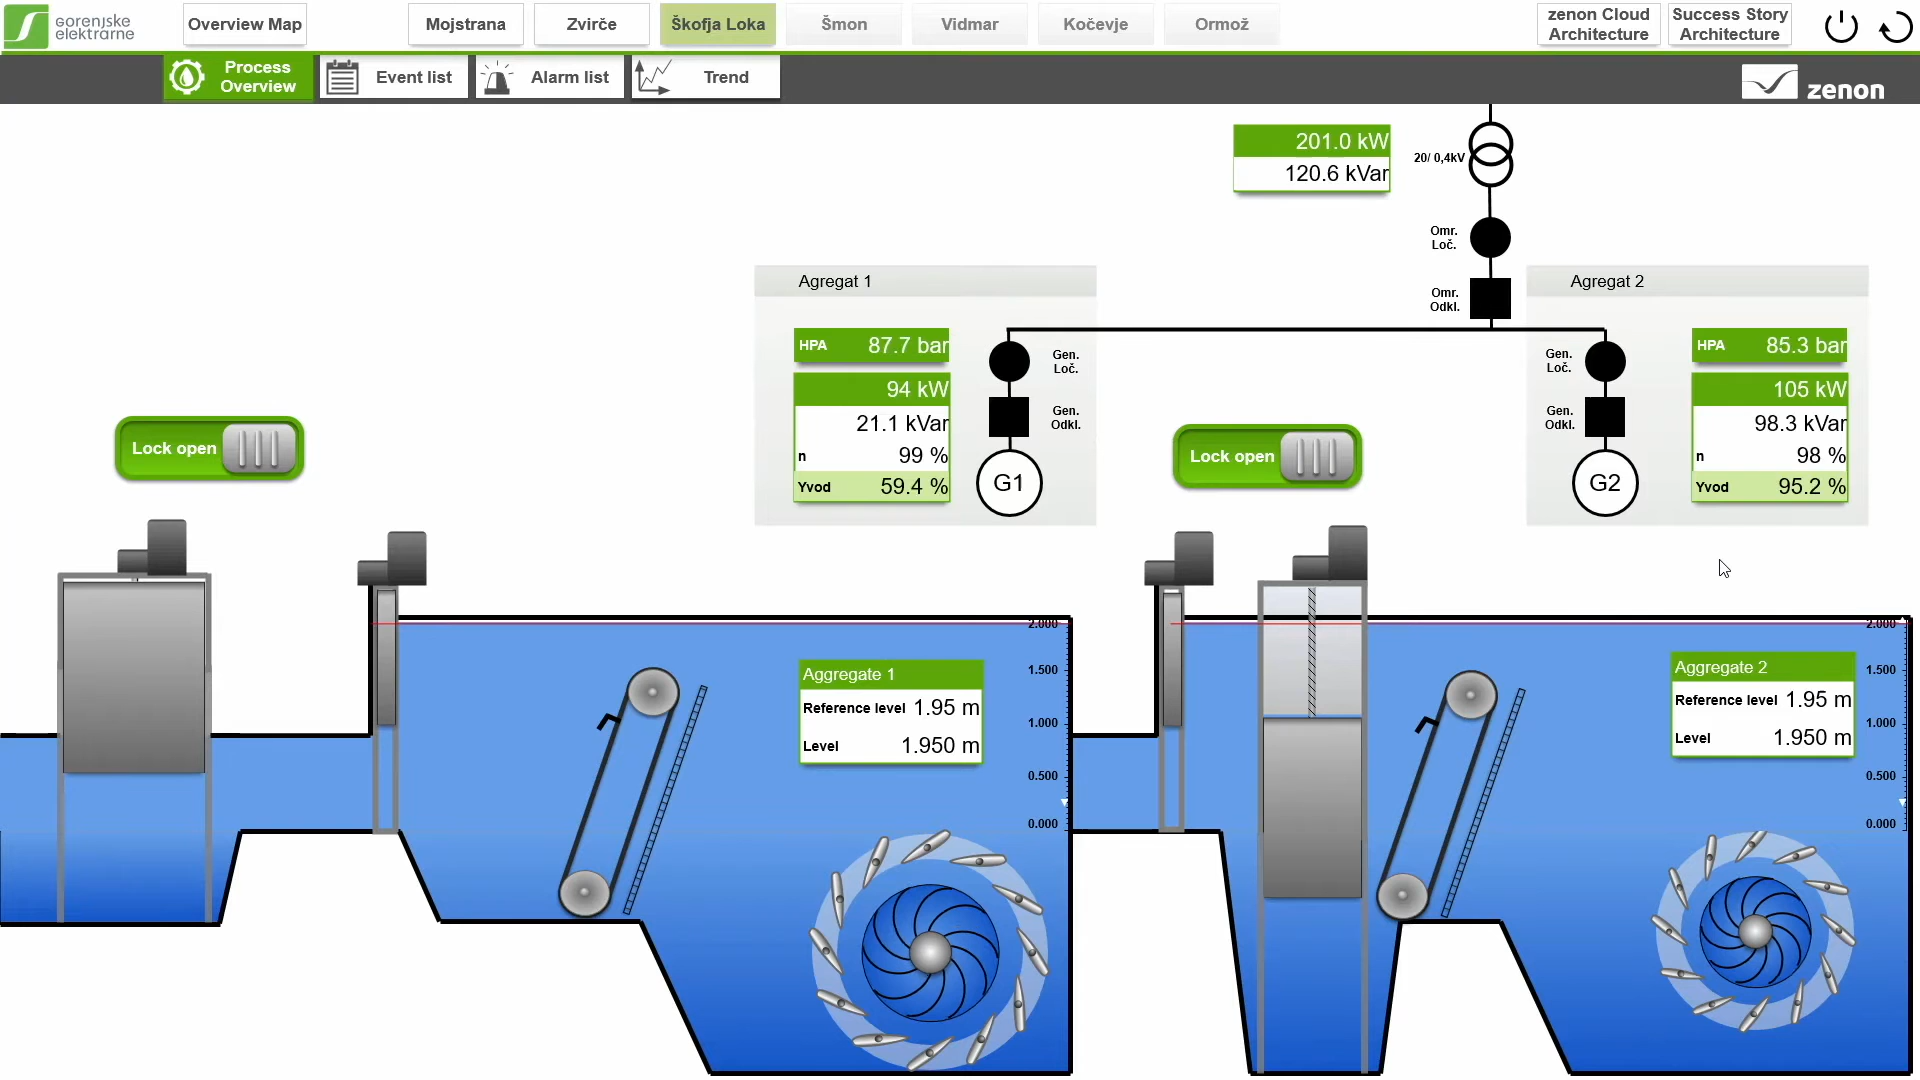 Gorenjske
elektrarne
Overview Map
Mojstrana
Zvirče
Škofja Loka
Šmon
Vidmar
Kočevje
Ormož
zenon Cloud
Architecture
Success Story
Architecture
Process
Overview
Event list
Alarm list
Trend
zenon
201.0 kW
120.6 kVar
20/ 0,4kV
Omr.
Loč.
Omr.
Odkl.
Agregat 1
HPA 87.7 bar
94 kW
21.1 kVar
n 99 %
Yvod 59.4 %
Gen.
Loč.
Gen.
Odkl.
G1
Agregat 2
Gen.
Loč.
Gen.
Odkl.
G2
HPA 85.3 bar
105 kW
98.3 kVar
n 98 %
Yvod 95.2 %
Lock open
Lock open
Aggregate 1
Reference level 1.95 m
Level 1.950 m
2.000
1.500
1.000
0.500
0.000
Aggregate 2
Reference level 1.95 m
Level 1.950 m
2.000
1.500
1.000
0.500
0.000